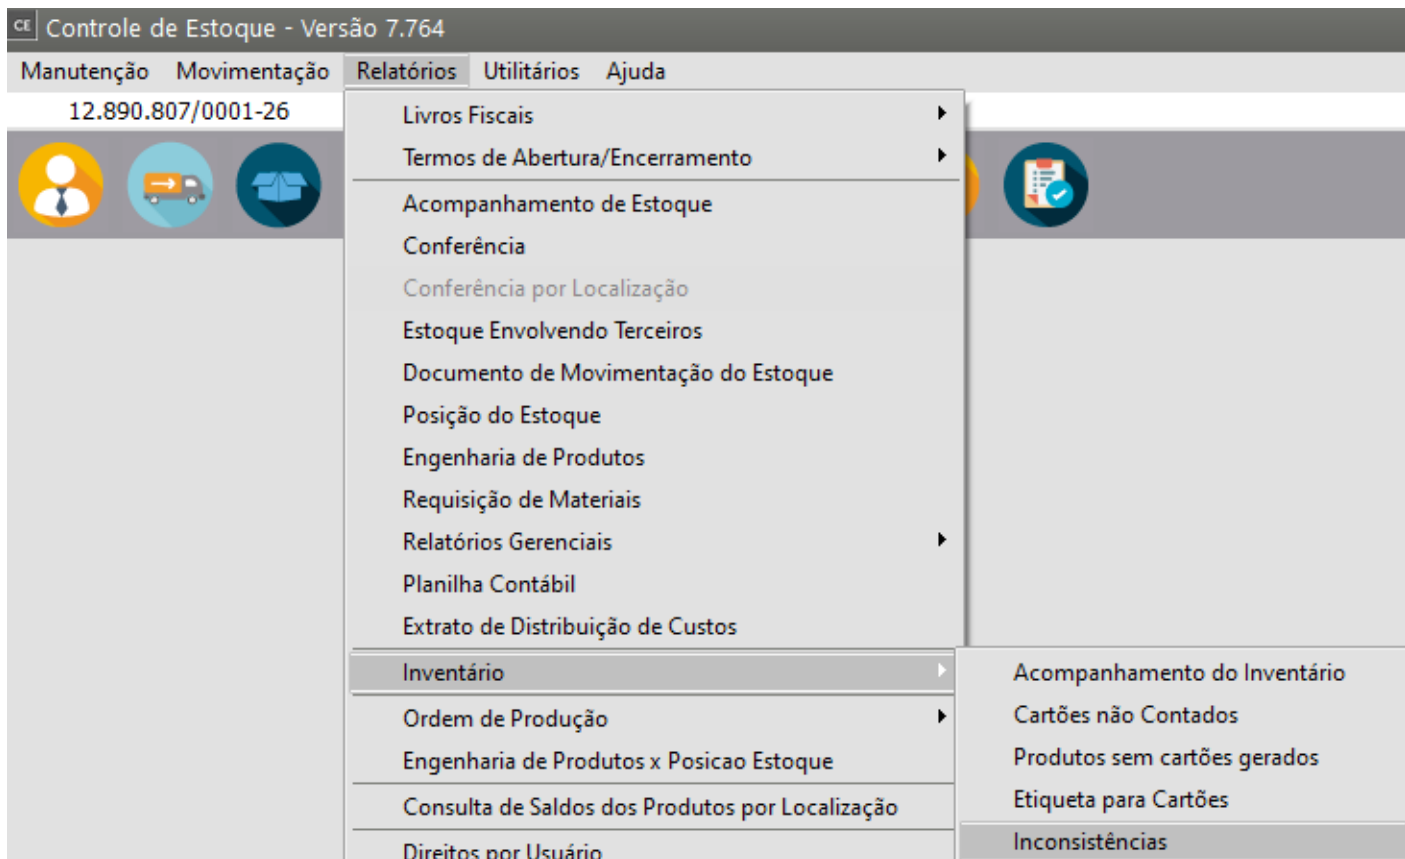 CE Controle de Estoque - Versão 7.764
Manutenção Movimentação Relatórios Utilitários Ajuda
12.890.807/0001-26
Livros Fiscais
Termos de Abertura/Encerramento
Acompanhamento de Estoque
Conferência
Conferência por Localização
Estoque Envolvendo Terceiros
Documento de Movimentação do Estoque
Posição do Estoque
Engenharia de Produtos
Requisição de Materiais
Relatórios Gerenciais
Planilha Contábil
Extrato de Distribuição de Custos
Inventário
Ordem de Produção
Engenharia de Produtos x Posicao Estoque
Consulta de Saldos dos Produtos por Localização
Direitos por Usuário
Acompanhamento do Inventário
Cartões não Contados
Produtos sem cartões gerados
Etiqueta para Cartões
Inconsistências